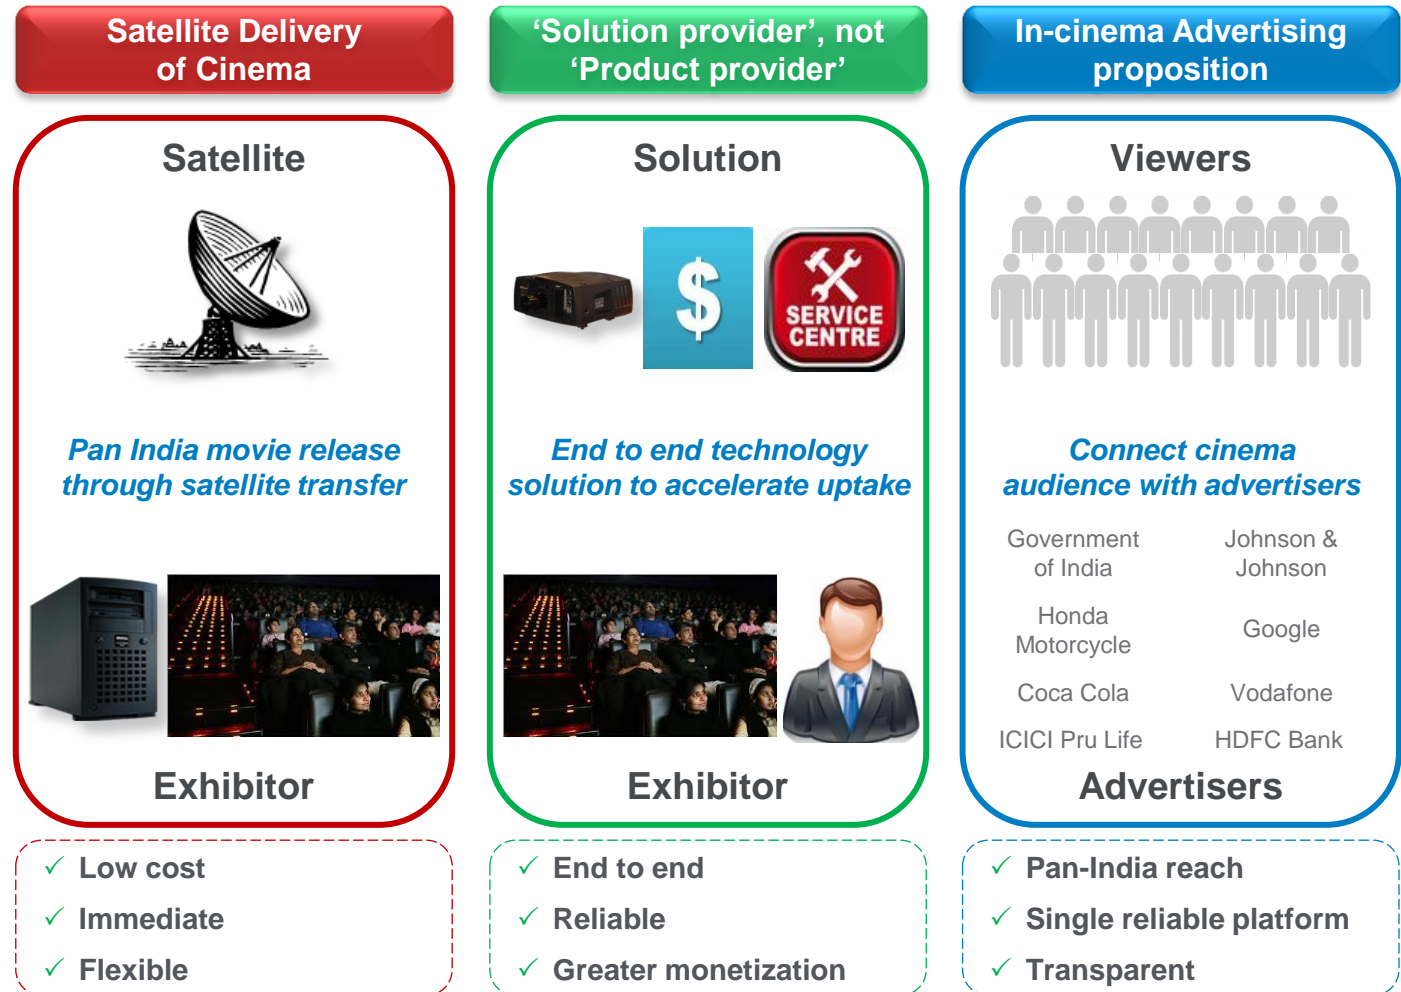 Satellite Delivery
of Cinema
Satellite
Pan India movie release
through satellite transfer
Exhibitor
✓ Low cost
✓ Immediate
✓ Flexible
‘Solution provider’, not
‘Product provider’
Solution
$
SERVICE
CENTRE
End to end technology
solution to accelerate uptake
Exhibitor
✓ End to end
✓ Reliable
✓ Greater monetization
In-cinema Advertising
proposition
Viewers
Connect cinema
audience with advertisers
Government
of India
Johnson &
Johnson
Honda
Motorcycle
Google
Coca Cola
Vodafone
ICICI Pru Life
HDFC Bank
Advertisers
✓ Pan-India reach
✓ Single reliable platform
✓ Transparent